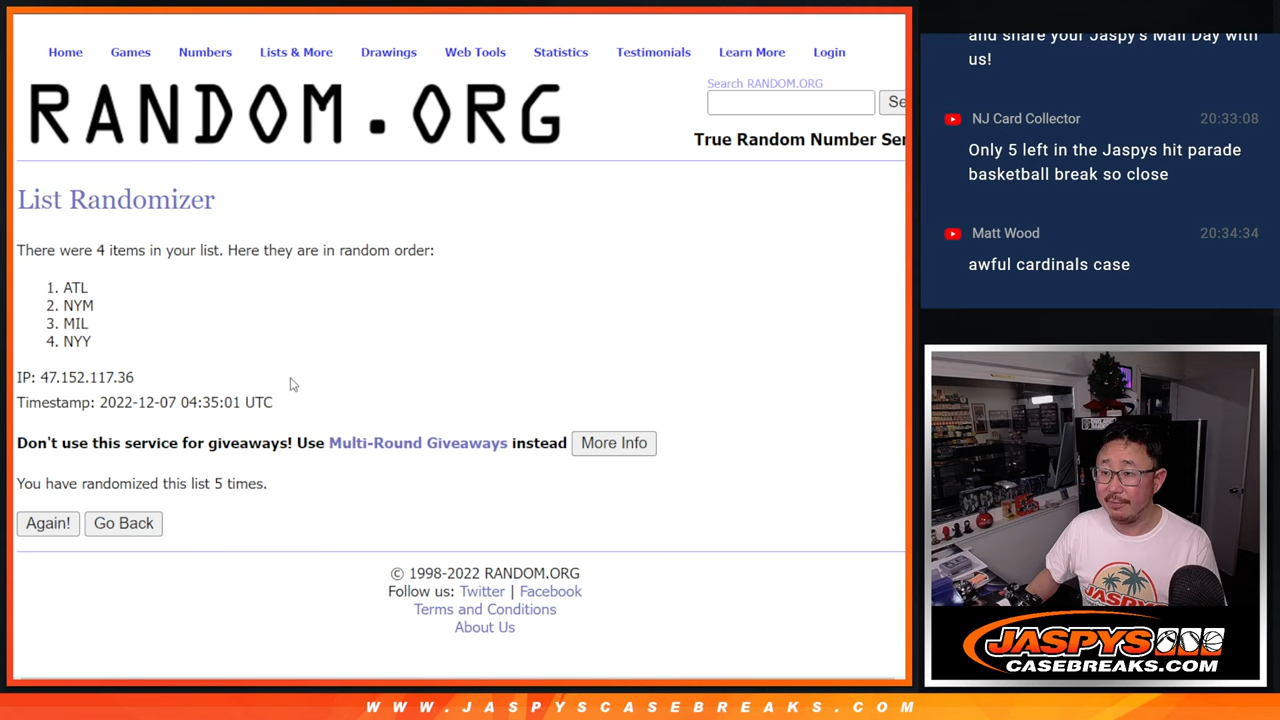 Home Games Numbers Lists & More Drawings Web Tools Statistics Testimonials Learn More Login
RANDOM.ORG
Search RANDOM.ORG
Se
True Random Number Ser
List Randomizer
There were 4 items in your list. Here they are in random order:
1. ATL
2. NYM
3. MIL
4. NYY
IP: 47.152.117.36
Timestamp: 2022-12-07 04:35:01 UTC
Don't use this service for giveaways! Use Multi-Round Giveaways instead More Info
You have randomized this list 5 times.
Again! Go Back
© 1998-2022 RANDOM.ORG
Follow us: Twitter | Facebook
Terms and Conditions
About Us
and share your Jaspy's Mail Day with
us!
NJ Card Collector 20:33:08
Only 5 left in the Jaspys hit parade
basketball break so close
Matt Wood 20:34:34
awful cardinals case
JASPYS
JASPYS
CASEBREAKS.COM
WWW.JASPYSCASEBREAKS.COM